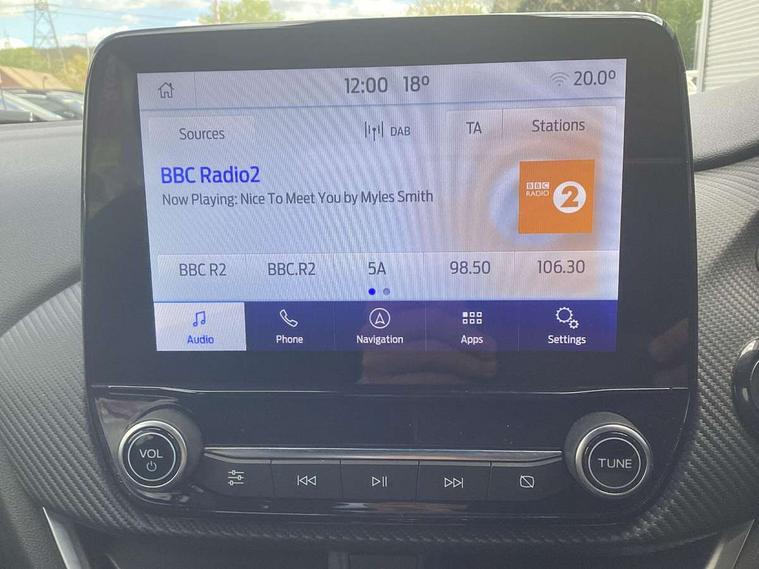 12:00 18° 20.0°
Sources DAB TA Stations
BBC Radio2
Now Playing: Nice To Meet You by Myles Smith
BBC
RADIO 2
BBC R2 BBC.R2 5A 98.50 106.30
Audio Phone Navigation Apps Settings
VOL TUNE